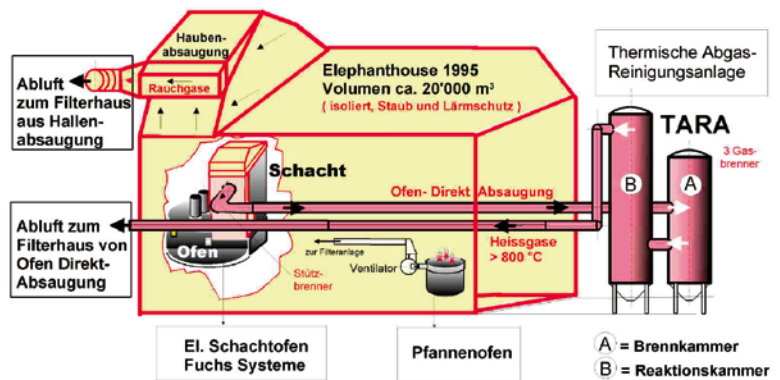 Hauben-
absaugung
Rauchgase
Abluft
zum Filterhaus
aus Hallen-
absaugung
Elephanthouse 1995
Volumen ca. 20'000 m³
( isoliert, Staub und Lärmschutz )
Thermische Abgas-
Reinigungsanlage
TARA
3 Gas-
brenner
B
A
Schacht
Ofen- Direkt Absaugung
Abluft zum
Filterhaus von
Ofen Direkt-
Absaugung
Ofen
Stütz-
brenner
zur Filteranlage
Ventilator
Heissgase
> 800 °C
El. Schachtofen
Fuchs Systeme
Pfannenofen
A = Brennkammer
B = Reaktionskammer